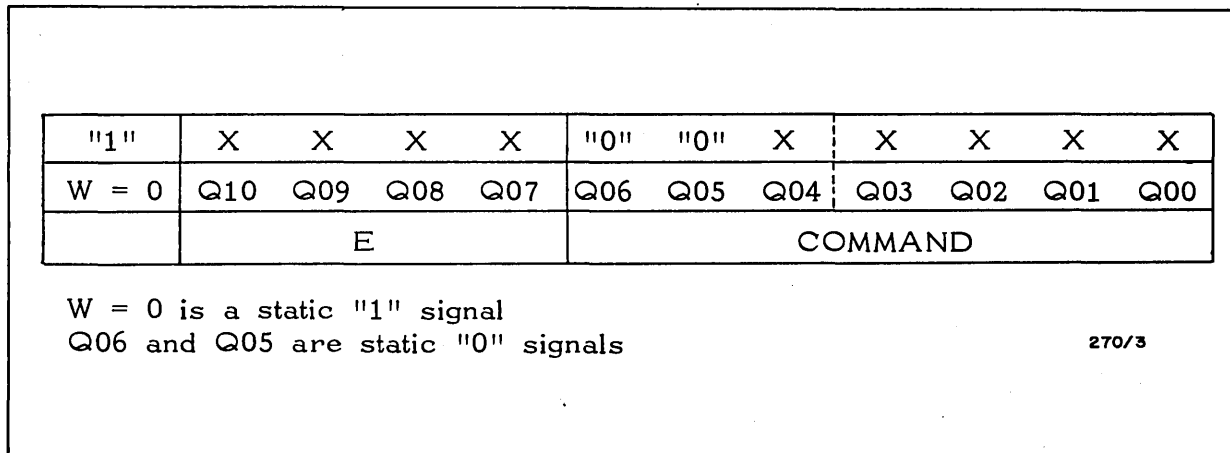 "1" X X X X "0" "0" X X X X X
W = 0 Q10 Q09 Q08 Q07 Q06 Q05 Q04 Q03 Q02 Q01 Q00
E COMMAND
W = 0 is a static "1" signal
Q06 and Q05 are static "0" signals
270/3